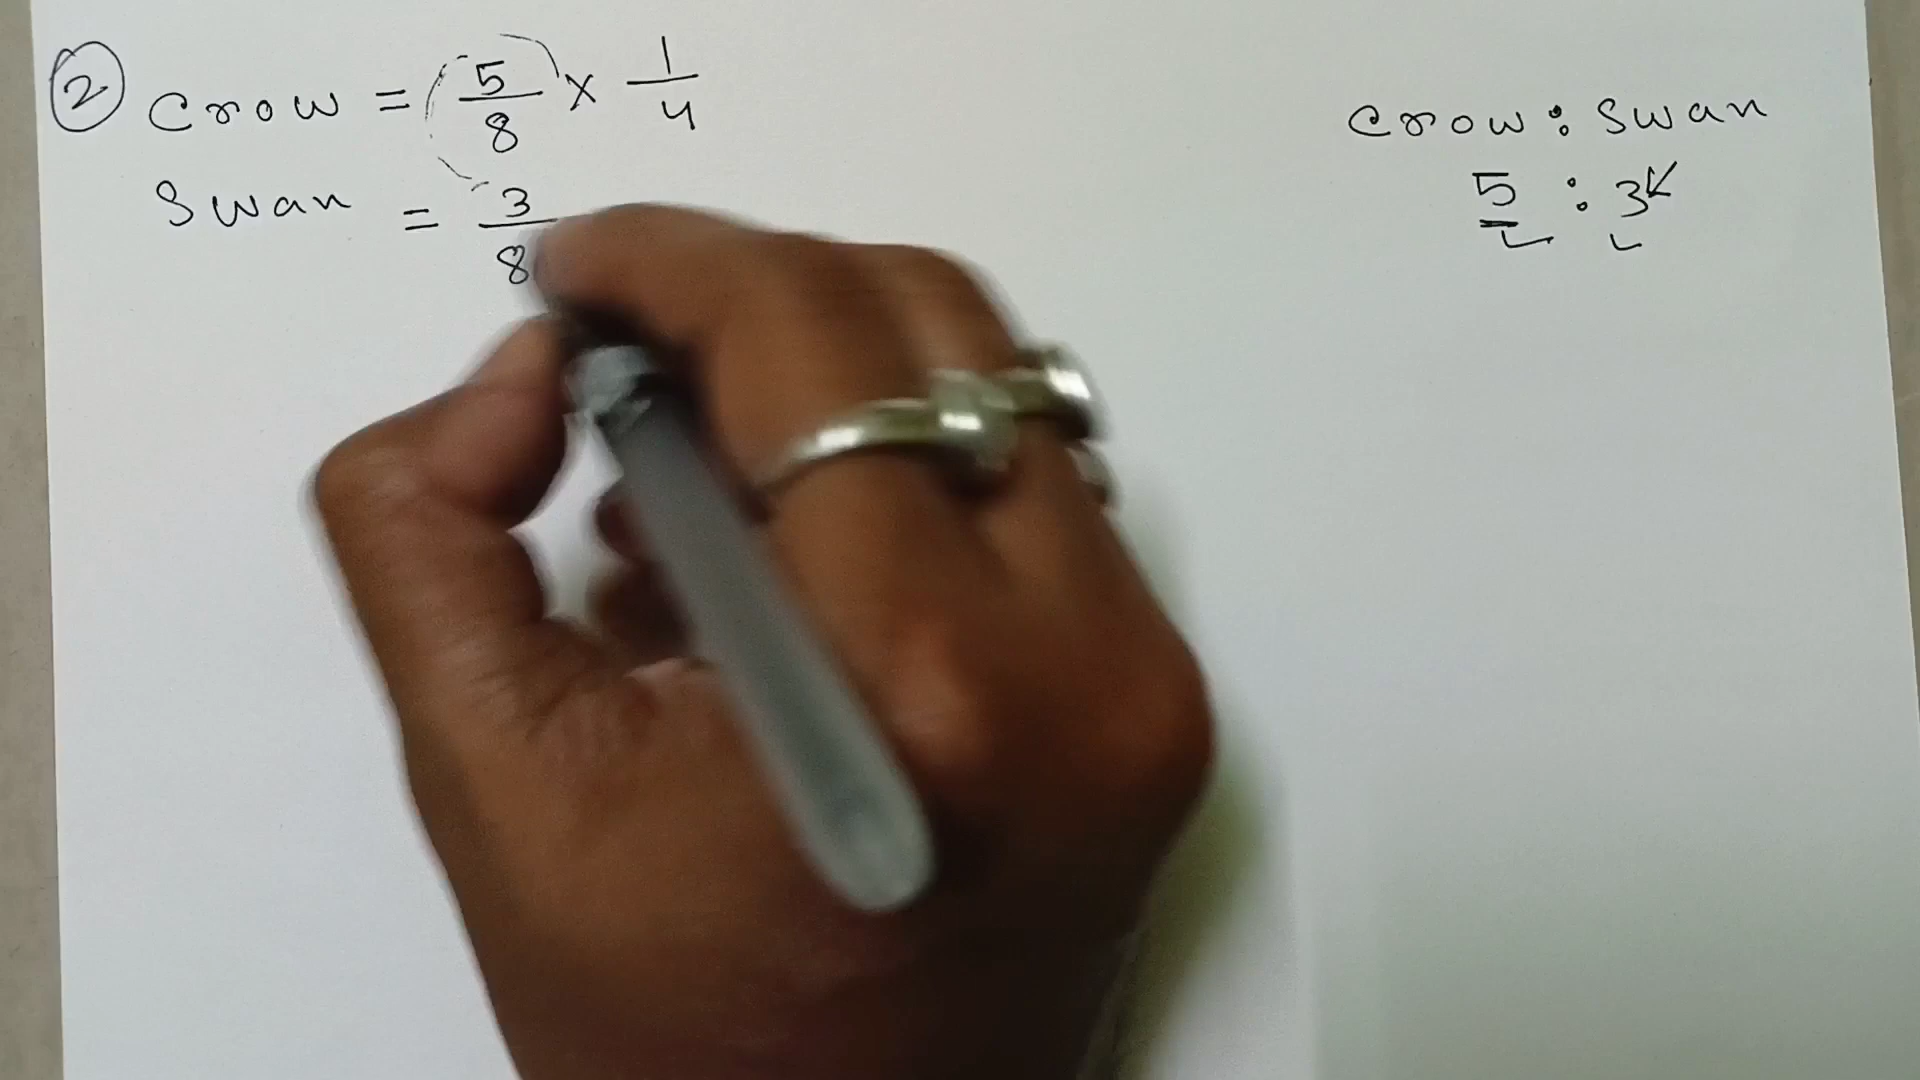 ② Crow = 5/8 × 1/4
Swan = 3/8
Crow : Swan
5 : 3